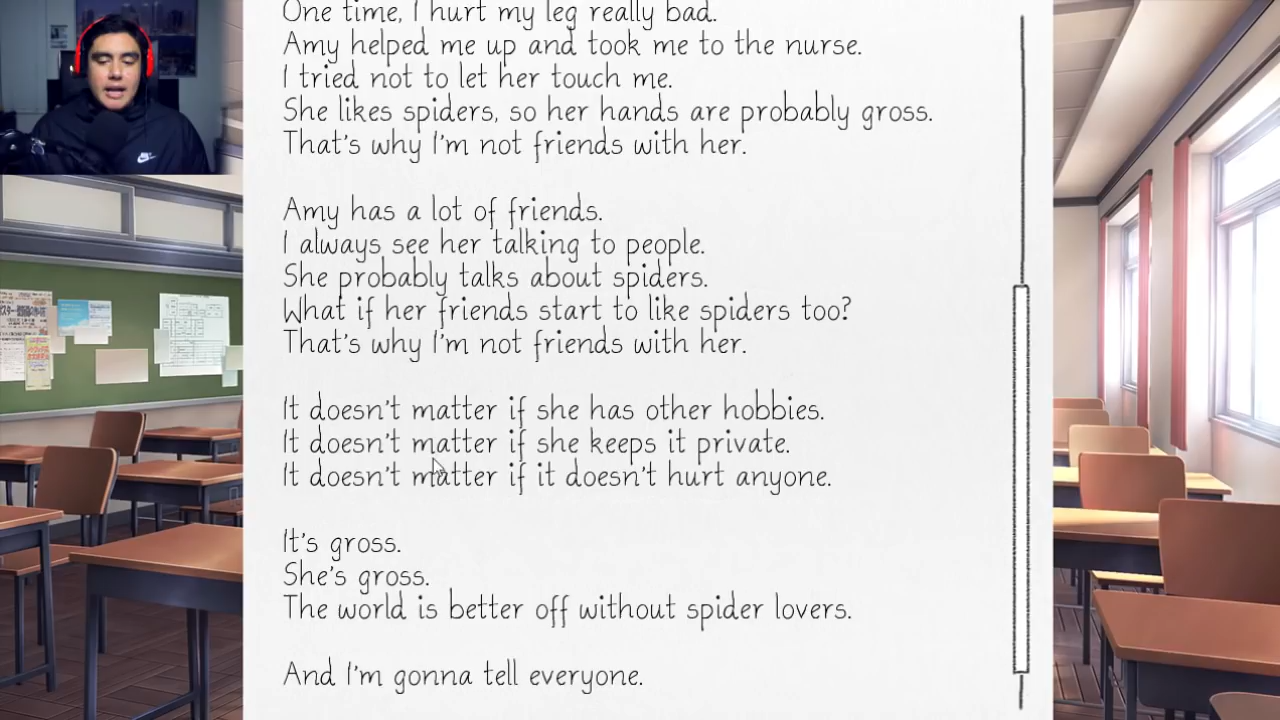 One time, I hurt my leg really bad.
Amy helped me up and took me to the nurse.
I tried not to let her touch me.
She likes spiders, so her hands are probably gross.
That's why I'm not friends with her.
Amy has a lot of friends.
I always see her talking to people.
She probably talks about spiders.
What if her friends start to like spiders too?
That's why I'm not friends with her.
It doesn't matter if she has other hobbies.
It doesn't matter if she keeps it private.
It doesn't matter if it doesn't hurt anyone.
It's gross.
She's gross.
The world is better off without spider lovers.
And I'm gonna tell everyone.